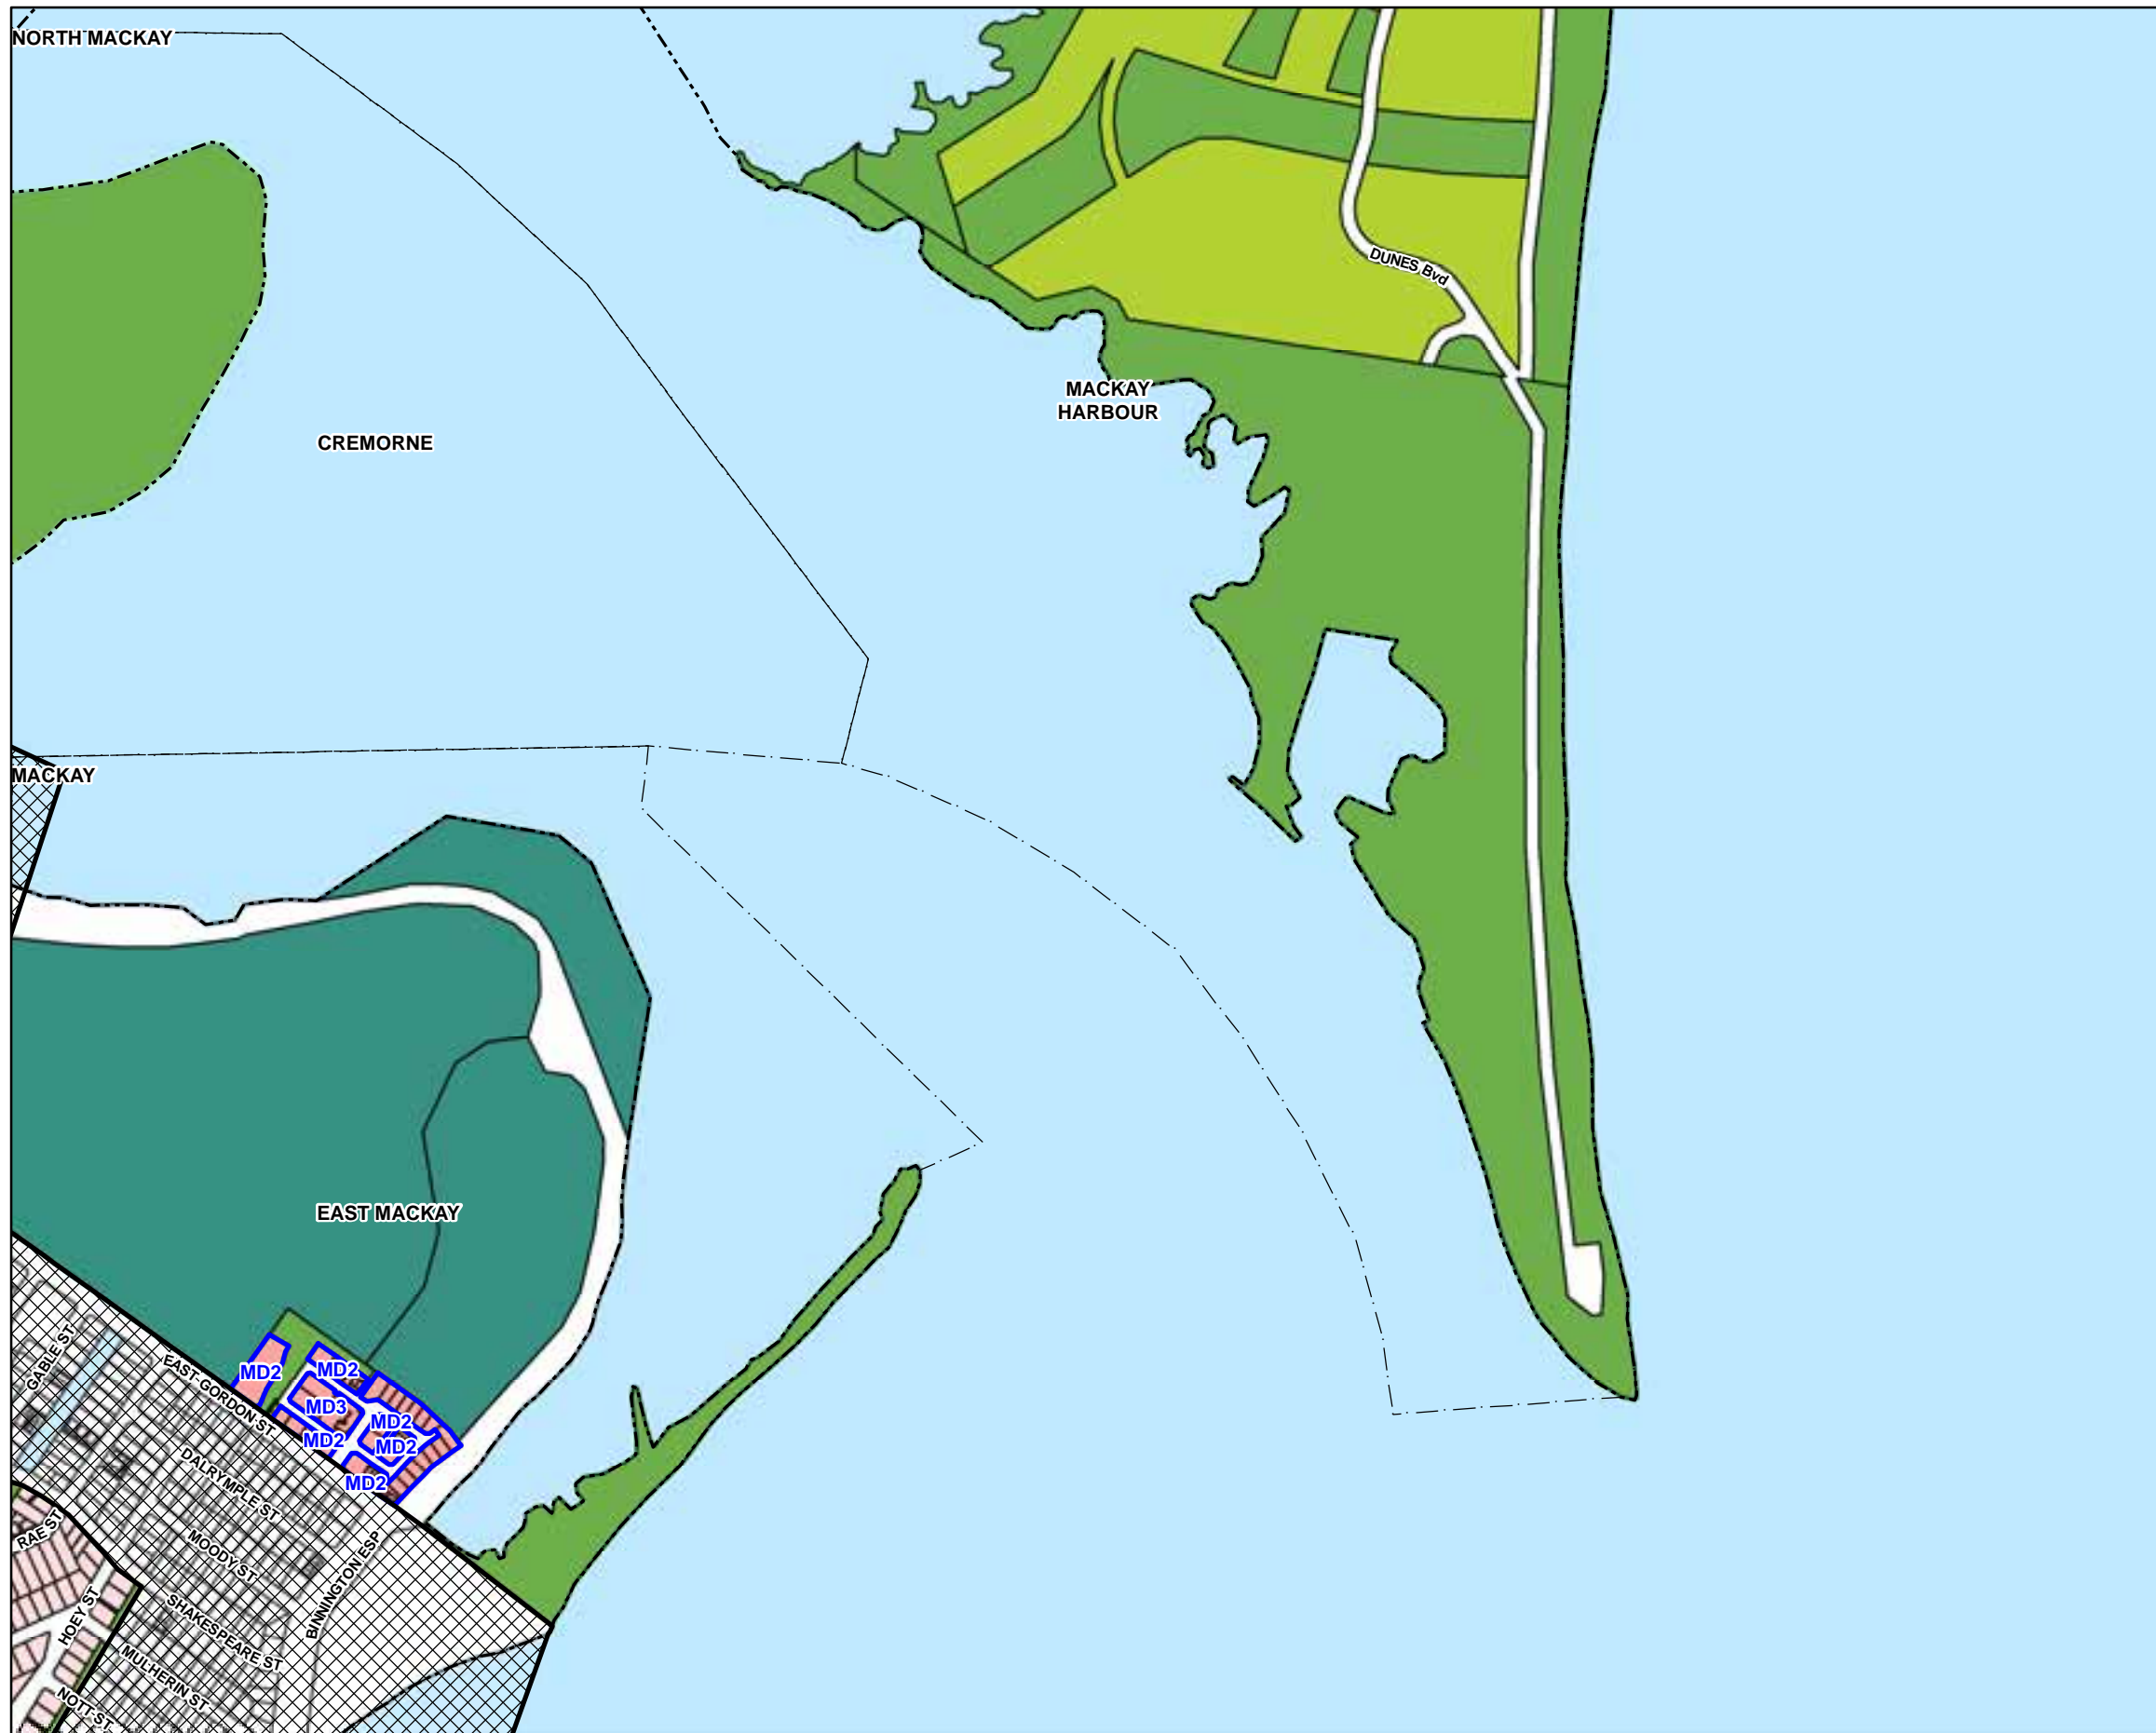 NORTH MACKAY
DUNES Bvd
MACKAY
HARBOUR
CREMORNE
MACKAY
EAST MACKAY
GABLE ST
EAST GORDON ST
MD2
MD2
MD3
MD2
MD2
MD2
MD2
DALRYMPLE ST
RAE ST
MOODY ST
BINNINGTON ESP
HOEY ST
SHAKESPEARE ST
MULHERIN ST
NOTT ST